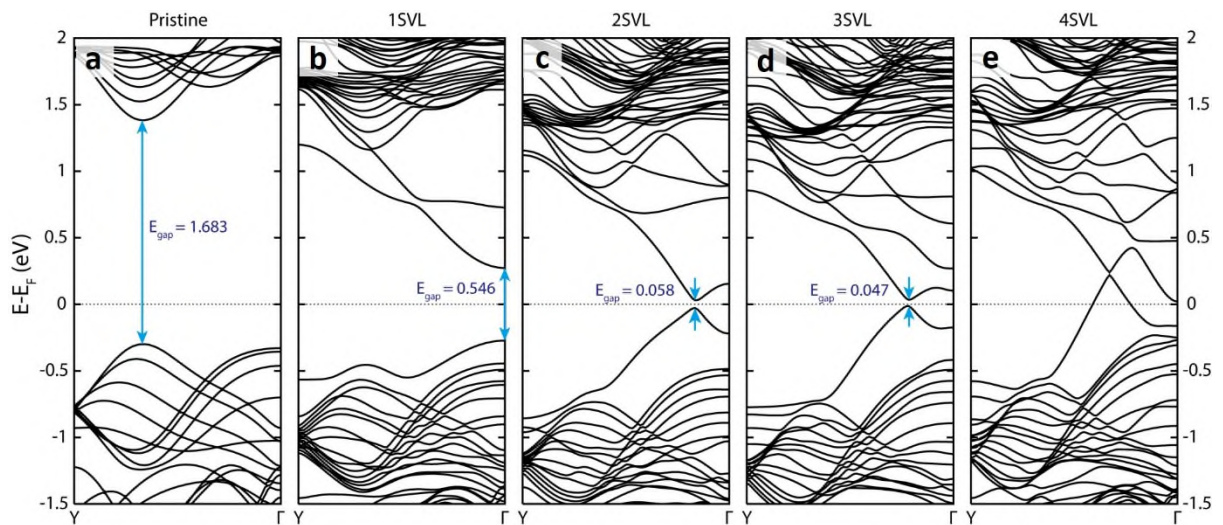 Pristine 1SVL 2SVL 3SVL 4SVL
a b c d e
2 2
1.5 1.5
1 1
E_gap = 1.683
0.5 0.5
E_gap = 0.546 E_gap = 0.058 E_gap = 0.047
E-E_F (eV)
0 0
-0.5 -0.5
-1 -1
-1.5 -1.5
Y Γ Y Γ Y Γ Y Γ Y Γ